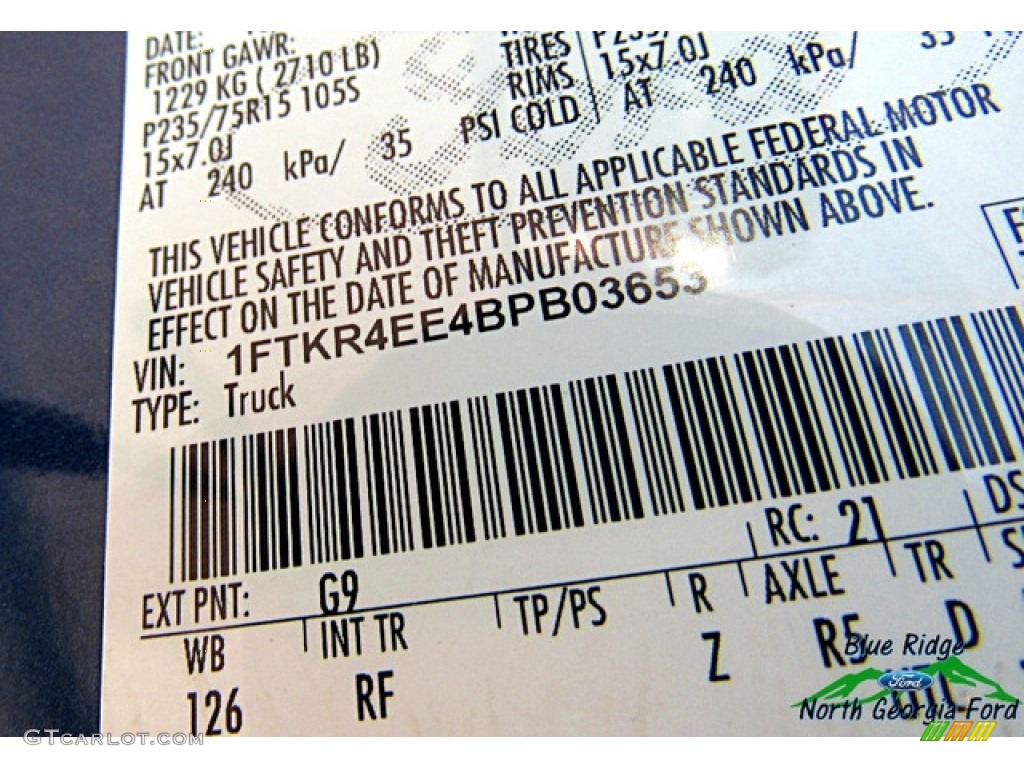 DATE:
FRONT GAWR:
1229 KG ( 2710 LB)
P235/75R15 105S
15x7.0J
AT 240 kPa/ 35 PSI COLD
TIRES
RIMS 15x7.0J
AT 240 kPa/ 35
THIS VEHICLE CONFORMS TO ALL APPLICABLE FEDERAL MOTOR
VEHICLE SAFETY AND THEFT PREVENTION STANDARDS IN
EFFECT ON THE DATE OF MANUFACTURE SHOWN ABOVE.
VIN: 1FTKR4EE4BPB03653
TYPE: Truck
EXT PNT: G9 RC: 21 DS
WB INT TR TP/PS R AXLE TR
126 RF Z R5 D
Blue Ridge
Ford
North Georgia Ford
GTcarlot.com